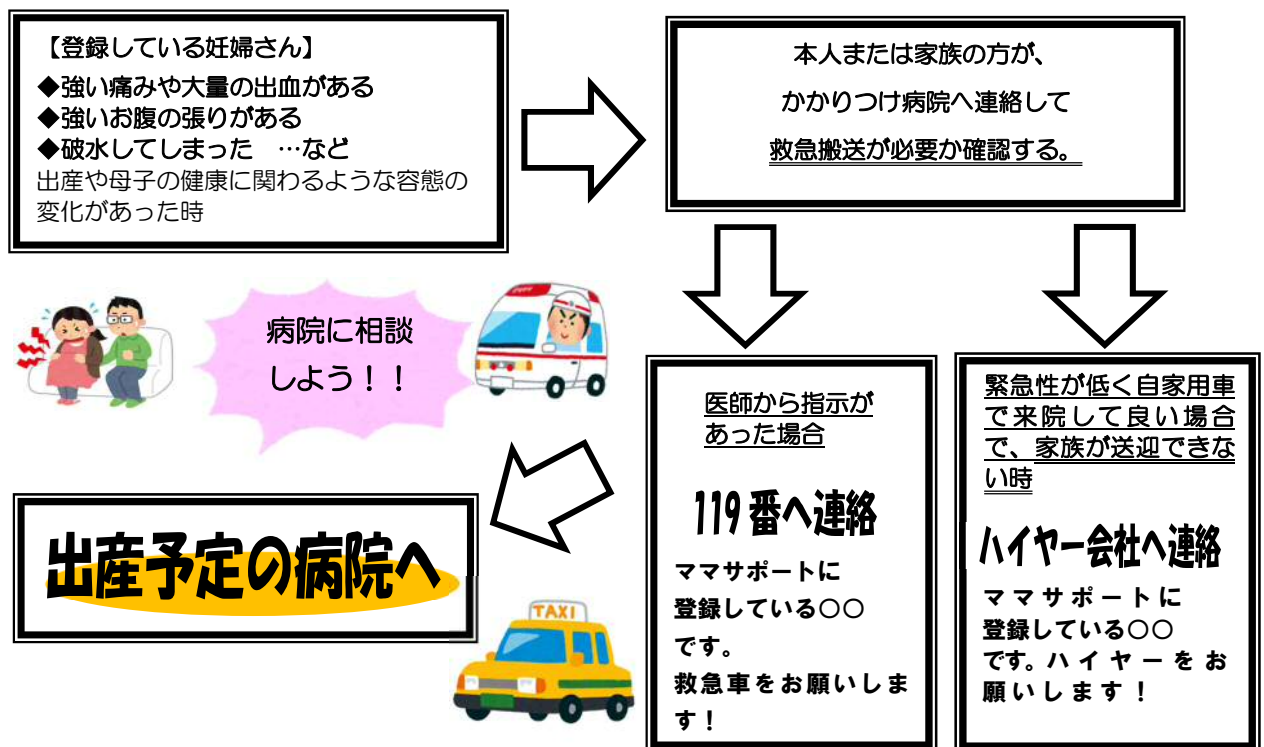 【登録している妊婦さん】
◆強い痛みや大量の出血がある
◆強いお腹の張りがある
◆破水してしまった　…など
出産や母子の健康に関わるような容態の
変化があった時
本人または家族の方が、
かかりつけ病院へ連絡して
救急搬送が必要か確認する。
病院に相談
しよう！！
医師から指示が
あった場合
119番へ連絡
ママサポートに
登録している○○
です。
救急車をお願いしま
す！
緊急性が低く自家用車
で来院して良い場合
で、家族が送迎できな
い時
ハイヤー会社へ連絡
ママサポートに
登録している○○
です。ハイヤーをお
願いします！
出産予定の病院へ
TAXI